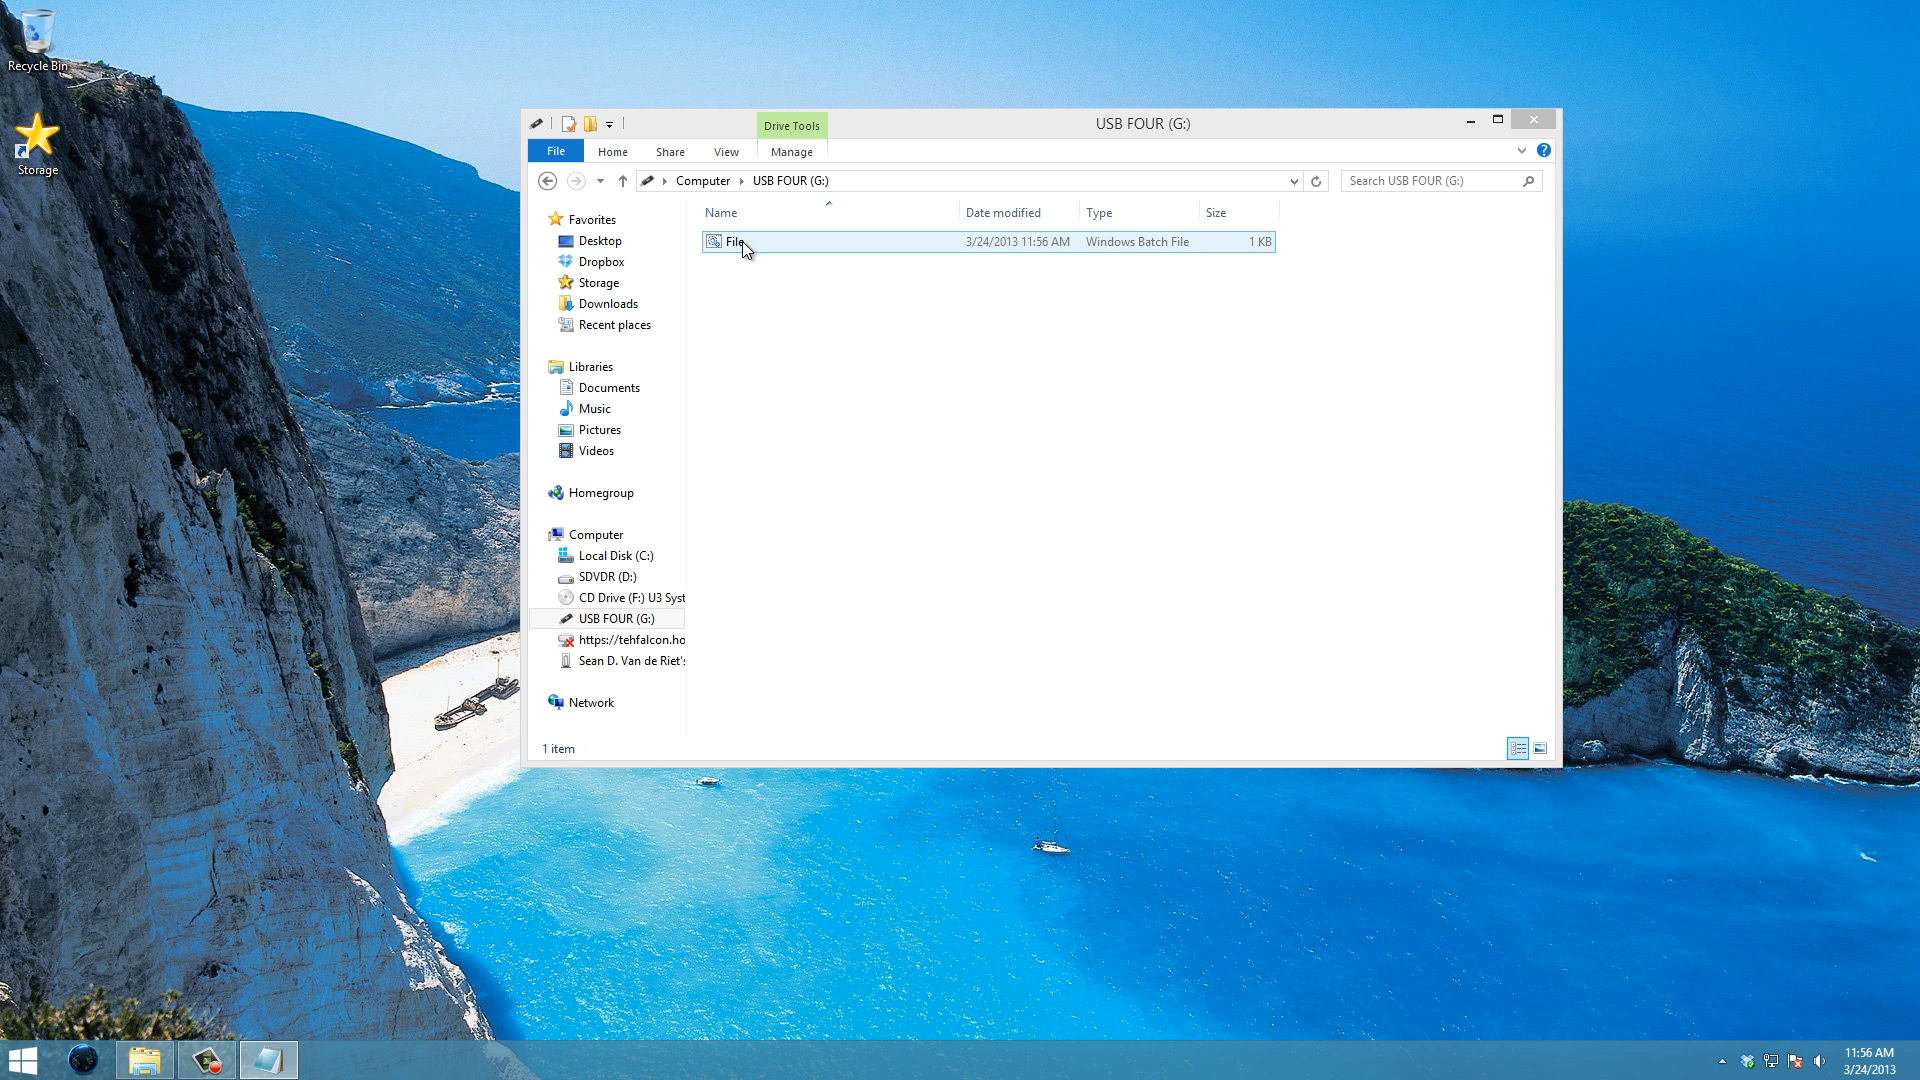 Recycle Bin
Storage
Drive Tools
USB FOUR (G:)
File
Home
Share
View
Manage
Computer
USB FOUR (G:)
Search USB FOUR (G:)
Name
Date modified
Type
Size
File
3/24/2013 11:56 AM
Windows Batch File
1 KB
Favorites
Desktop
Dropbox
Storage
Downloads
Recent places
Libraries
Documents
Music
Pictures
Videos
Homegroup
Computer
Local Disk (C:)
SDVDR (D:)
CD Drive (F:) U3 Syst
USB FOUR (G:)
https://tehfalcon.ho
Sean D. Van de Riet's
Network
1 item
11:56 AM
3/24/2013